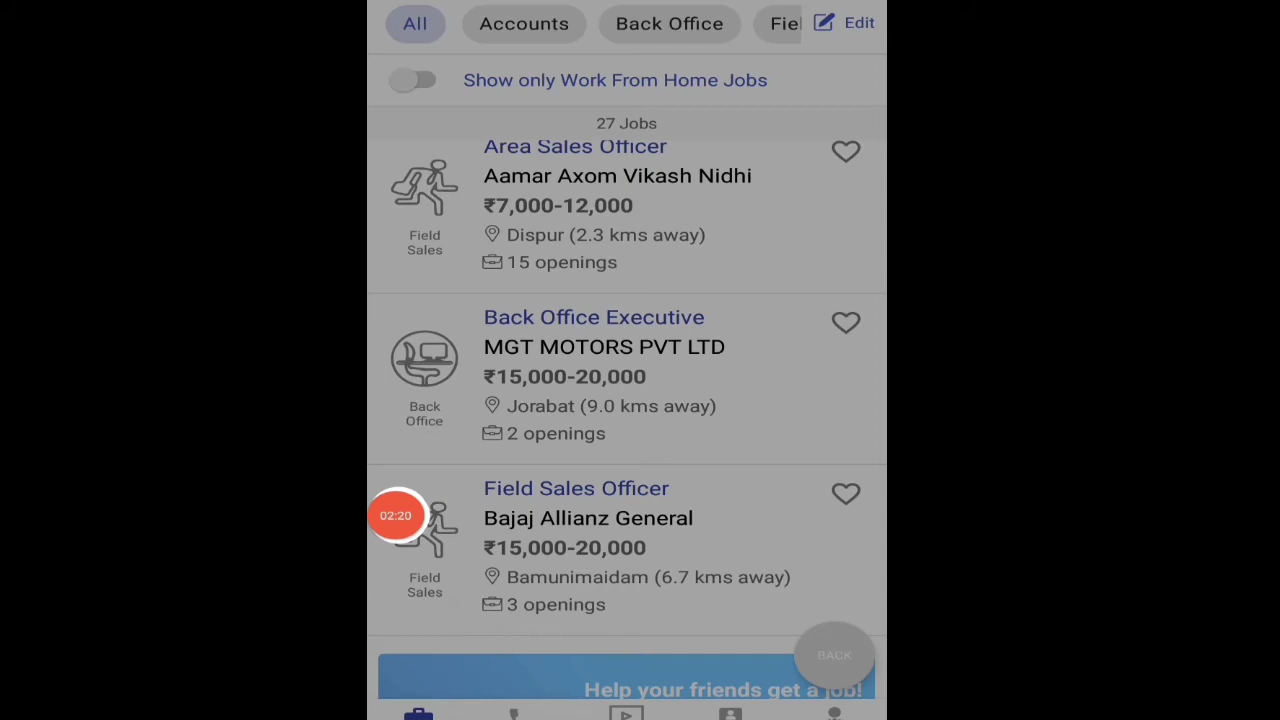 All
Accounts
Back Office
Fiel
Edit
Show only Work From Home Jobs
27 Jobs
Area Sales Officer
Aamar Axom Vikash Nidhi
₹7,000-12,000
Field
Sales
Dispur (2.3 kms away)
15 openings
Back Office Executive
MGT MOTORS PVT LTD
₹15,000-20,000
Back
Office
Jorabat (9.0 kms away)
2 openings
Field Sales Officer
02:20
Bajaj Allianz General
₹15,000-20,000
Field
Sales
Bamunimaidam (6.7 kms away)
3 openings
BACK
Help your friends get a job!